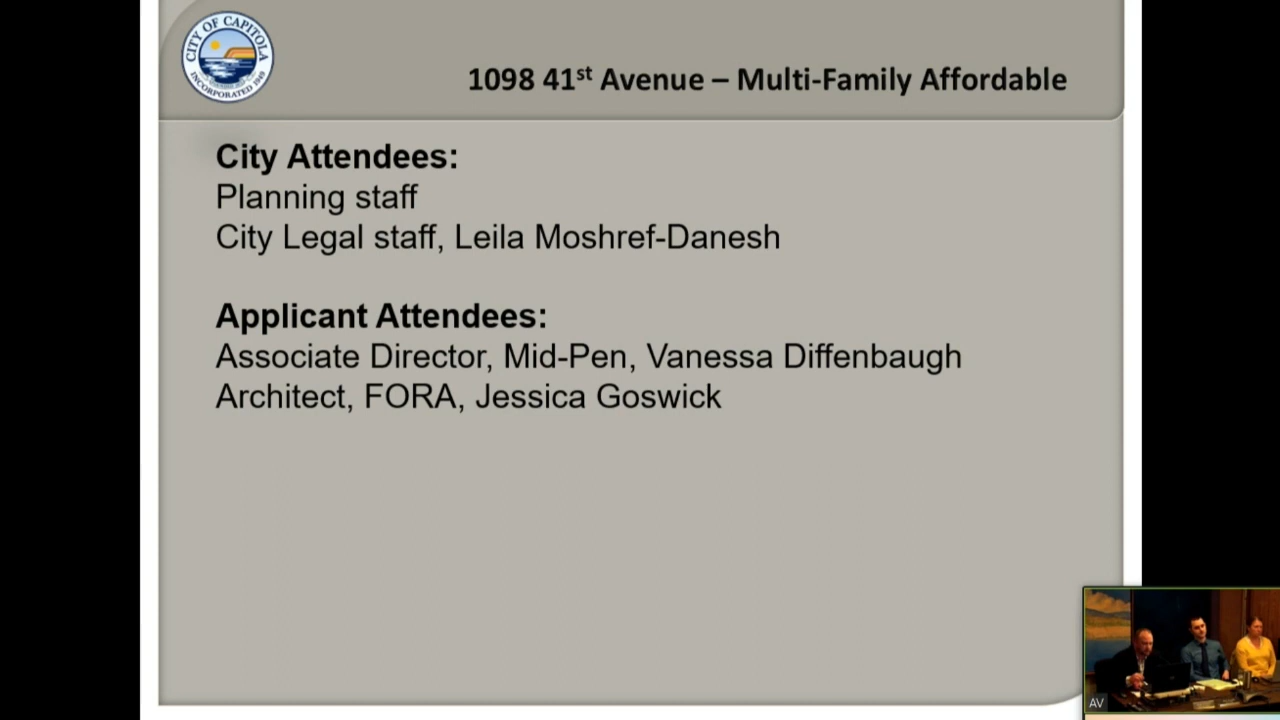 CITY OF CAPITOLA
INCORPORATED 1949
1098 41st Avenue – Multi-Family Affordable
City Attendees:
Planning staff
City Legal staff, Leila Moshref-Danesh
Applicant Attendees:
Associate Director, Mid-Pen, Vanessa Diffenbaugh
Architect, FORA, Jessica Goswick
AV